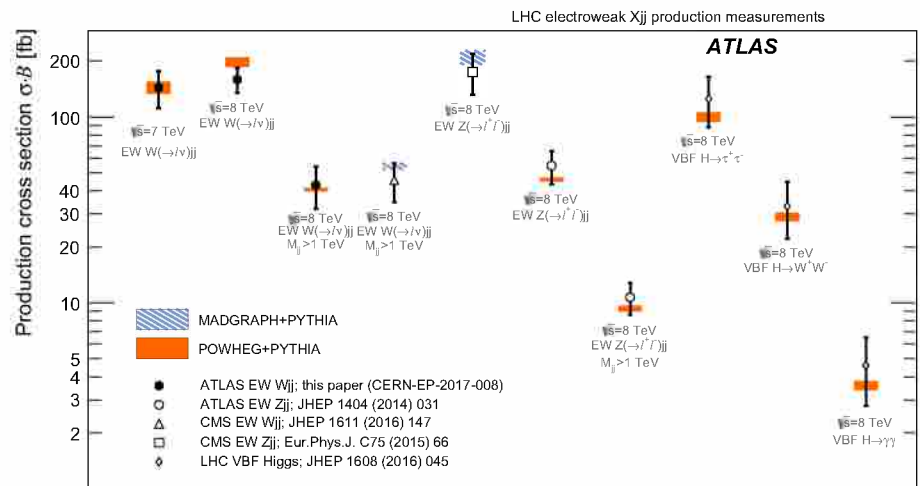 LHC electroweak Xjj production measurements
ATLAS
Production cross section σ·B [fb]
200
100
40
30
20
10
5
4
3
2
√s=7 TeV
EW W(→lν)jj
√s=8 TeV
EW W(→lν)jj
√s=8 TeV
EW W(→lν)jj
Mjj>1 TeV
√s=8 TeV
EW W(→lν)jj
Mjj>1 TeV
√s=8 TeV
EW Z(→l⁺l⁻)jj
√s=8 TeV
EW Z(→l⁺l⁻)jj
√s=8 TeV
EW Z(→l⁺l⁻)jj
Mjj>1 TeV
√s=8 TeV
VBF H→τ⁺τ⁻
√s=8 TeV
VBF H→W⁺W⁻
√s=8 TeV
VBF H→γγ
MADGRAPH+PYTHIA
POWHEG+PYTHIA
ATLAS EW Wjj; this paper (CERN-EP-2017-008)
ATLAS EW Zjj; JHEP 1404 (2014) 031
CMS EW Wjj; JHEP 1611 (2016) 147
CMS EW Zjj; Eur.Phys.J. C75 (2015) 66
LHC VBF Higgs; JHEP 1608 (2016) 045